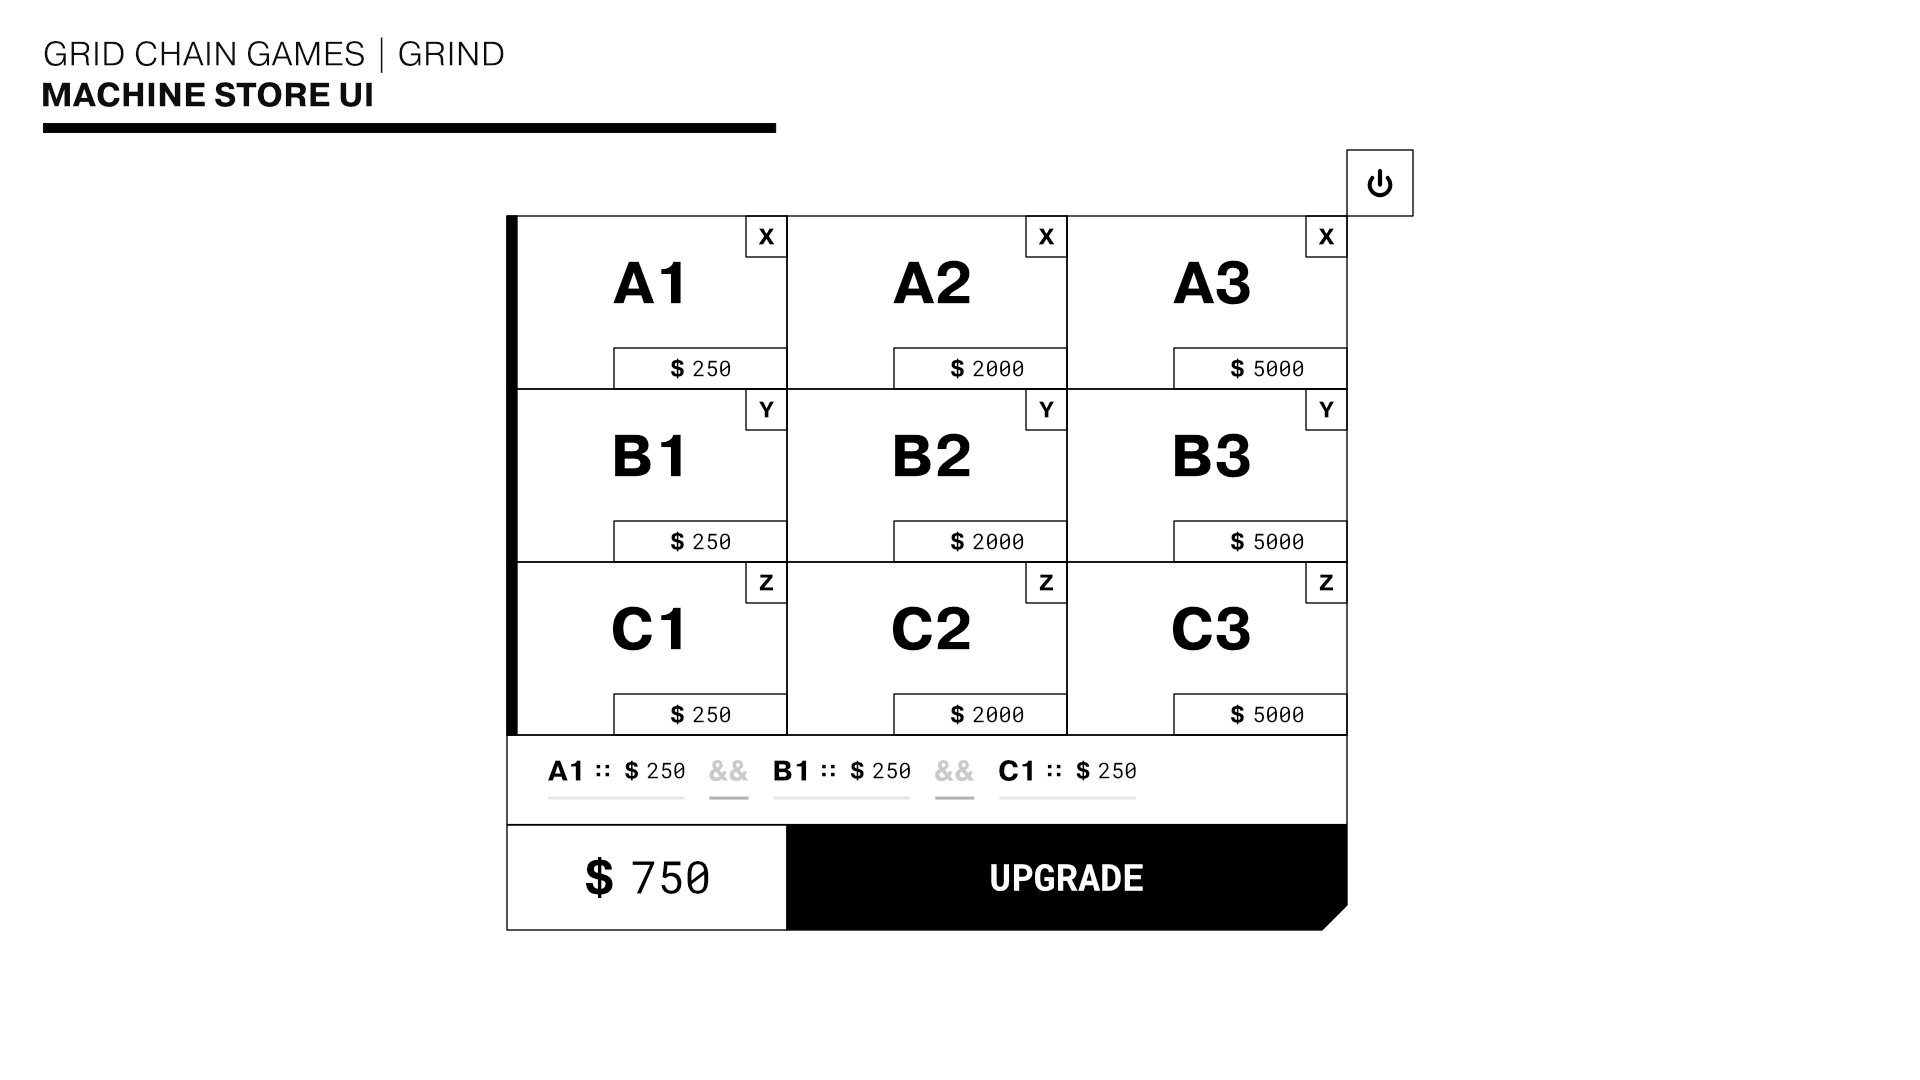 GRID CHAIN GAMES | GRIND
MACHINE STORE UI
X
A1
$ 250
X
A2
$ 2000
X
A3
$ 5000
Y
B1
$ 250
Y
B2
$ 2000
Y
B3
$ 5000
Z
C1
$ 250
Z
C2
$ 2000
Z
C3
$ 5000
A1 :: $ 250 && B1 :: $ 250 && C1 :: $ 250
$ 750
UPGRADE